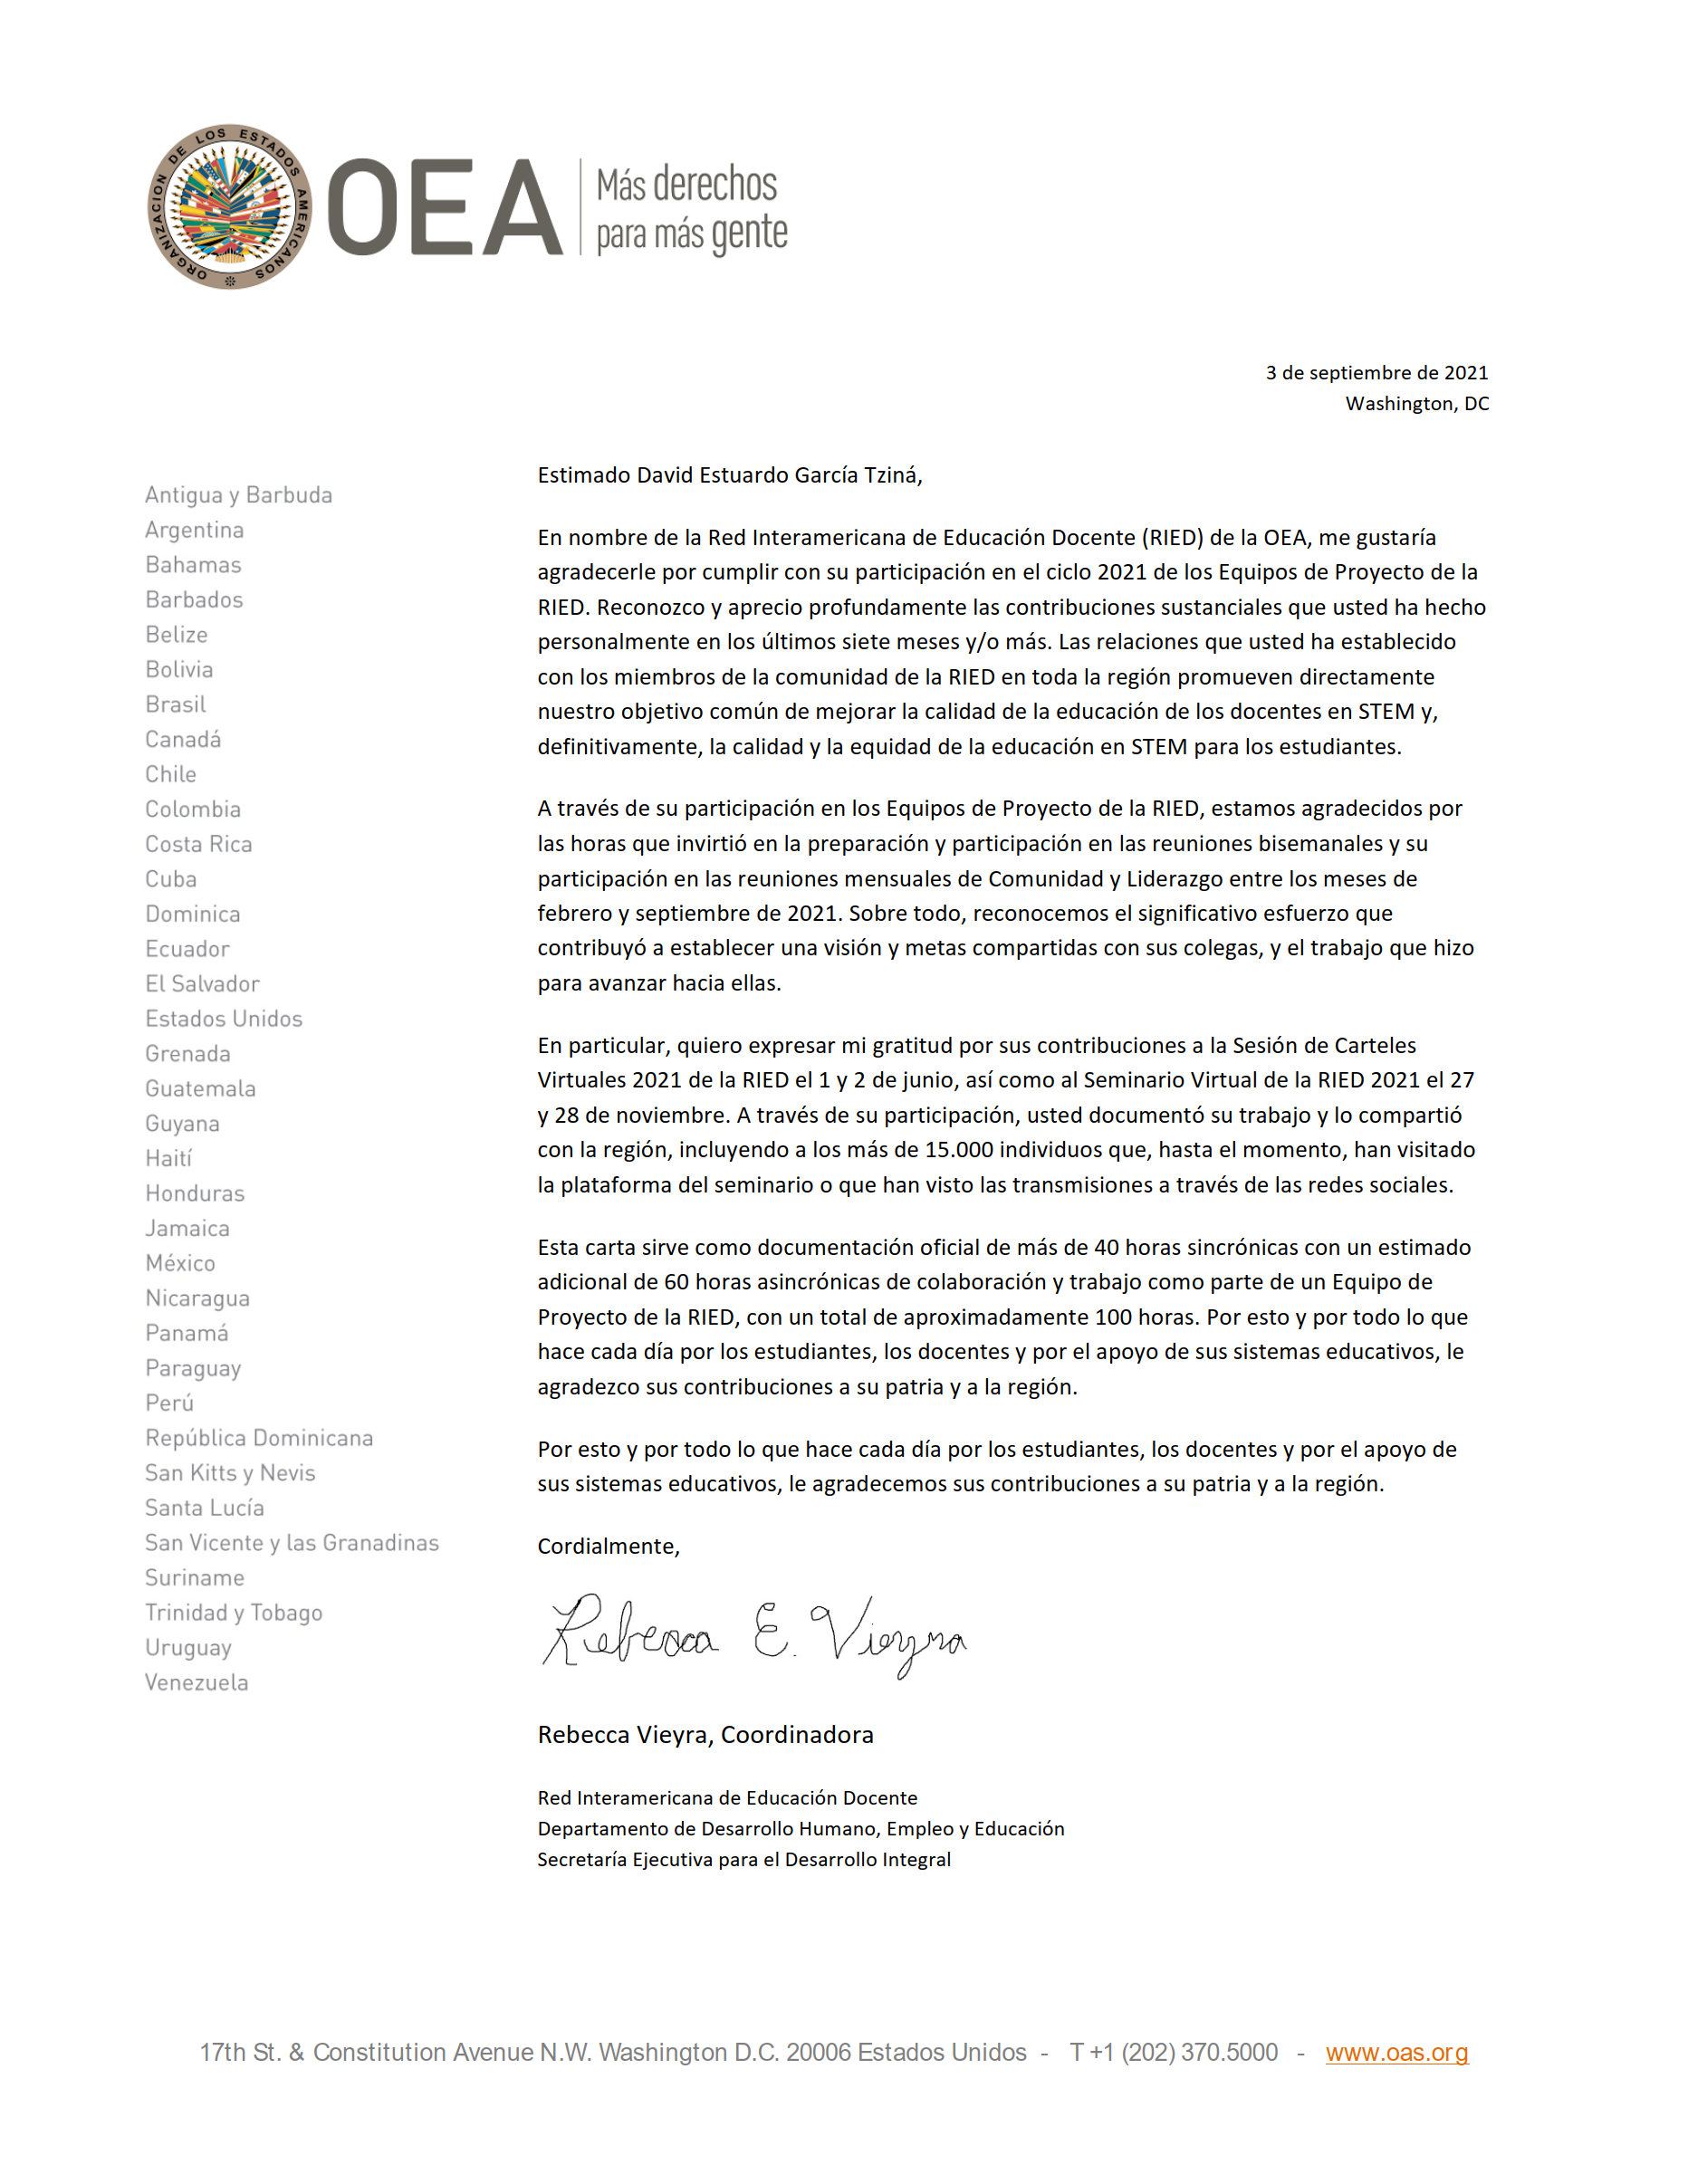 ORGANIZACION DE LOS ESTADOS AMERICANOS
OEA
Más derechos
para más gente
3 de septiembre de 2021
Washington, DC
Antigua y Barbuda
Argentina
Bahamas
Barbados
Belize
Bolivia
Brasil
Canadá
Chile
Colombia
Costa Rica
Cuba
Dominica
Ecuador
El Salvador
Estados Unidos
Grenada
Guatemala
Guyana
Haití
Honduras
Jamaica
México
Nicaragua
Panamá
Paraguay
Perú
República Dominicana
San Kitts y Nevis
Santa Lucía
San Vicente y las Granadinas
Suriname
Trinidad y Tobago
Uruguay
Venezuela
Estimado David Estuardo García Tziná,
En nombre de la Red Interamericana de Educación Docente (RIED) de la OEA, me gustaría
agradecerle por cumplir con su participación en el ciclo 2021 de los Equipos de Proyecto de la
RIED. Reconozco y aprecio profundamente las contribuciones sustanciales que usted ha hecho
personalmente en los últimos siete meses y/o más. Las relaciones que usted ha establecido
con los miembros de la comunidad de la RIED en toda la región promueven directamente
nuestro objetivo común de mejorar la calidad de la educación de los docentes en STEM y,
definitivamente, la calidad y la equidad de la educación en STEM para los estudiantes.
A través de su participación en los Equipos de Proyecto de la RIED, estamos agradecidos por
las horas que invirtió en la preparación y participación en las reuniones bisemanales y su
participación en las reuniones mensuales de Comunidad y Liderazgo entre los meses de
febrero y septiembre de 2021. Sobre todo, reconocemos el significativo esfuerzo que
contribuyó a establecer una visión y metas compartidas con sus colegas, y el trabajo que hizo
para avanzar hacia ellas.
En particular, quiero expresar mi gratitud por sus contribuciones a la Sesión de Carteles
Virtuales 2021 de la RIED el 1 y 2 de junio, así como al Seminario Virtual de la RIED 2021 el 27
y 28 de noviembre. A través de su participación, usted documentó su trabajo y lo compartió
con la región, incluyendo a los más de 15.000 individuos que, hasta el momento, han visitado
la plataforma del seminario o que han visto las transmisiones a través de las redes sociales.
Esta carta sirve como documentación oficial de más de 40 horas sincrónicas con un estimado
adicional de 60 horas asincrónicas de colaboración y trabajo como parte de un Equipo de
Proyecto de la RIED, con un total de aproximadamente 100 horas. Por esto y por todo lo que
hace cada día por los estudiantes, los docentes y por el apoyo de sus sistemas educativos, le
agradezco sus contribuciones a su patria y a la región.
Por esto y por todo lo que hace cada día por los estudiantes, los docentes y por el apoyo de
sus sistemas educativos, le agradecemos sus contribuciones a su patria y a la región.
Cordialmente,
Rebecca E. Vieyra
Rebecca Vieyra, Coordinadora
Red Interamericana de Educación Docente
Departamento de Desarrollo Humano, Empleo y Educación
Secretaría Ejecutiva para el Desarrollo Integral
17th St. & Constitution Avenue N.W. Washington D.C. 20006 Estados Unidos - T +1 (202) 370.5000 - www.oas.org